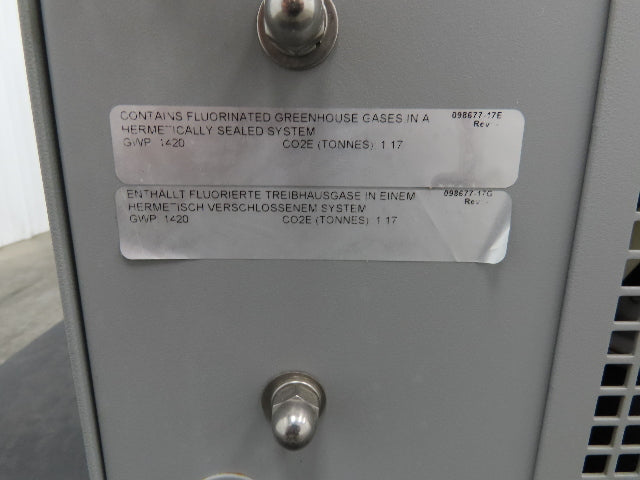 CONTAINS FLUORINATED GREENHOUSE GASES IN A
HERMETICALLY SEALED SYSTEM
GWP: 1420 CO2E (TONNES) 1.17
098677-17E
Rev -
ENTHÄLT FLUORIERTE TREIBHAUSGASE IN EINEM
HERMETISCH VERSCHLOSSENEM SYSTEM
GWP: 1420 CO2E (TONNES) 1.17
098677-17G
Rev -